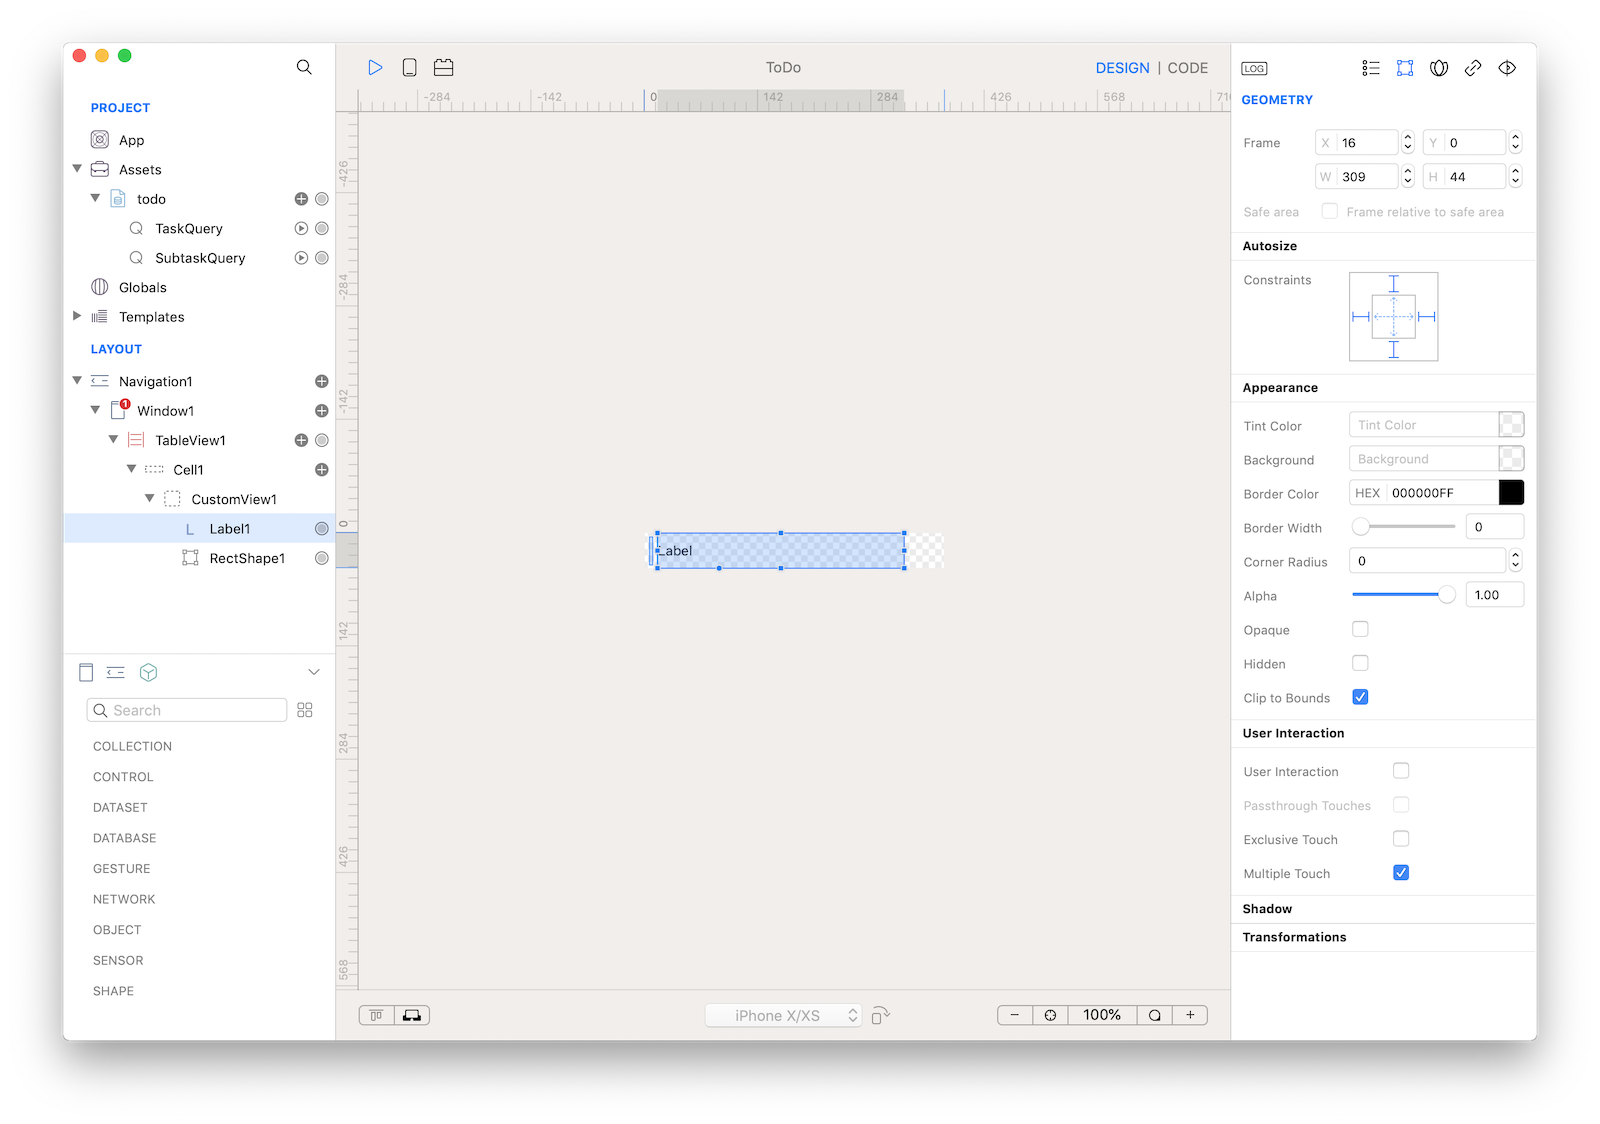 ToDo
DESIGN | CODE
LOG
PROJECT
App
Assets
todo
TaskQuery
SubtaskQuery
Globals
Templates
LAYOUT
Navigation1
1
Window1
TableView1
Cell1
CustomView1
L Label1
RectShape1
Search
COLLECTION
CONTROL
DATASET
DATABASE
GESTURE
NETWORK
OBJECT
SENSOR
SHAPE
-284 -142 0 142 284 426 568 710
-426
-284
-142
0
142
284
426
568
Label
iPhone X/XS
− 100% +
GEOMETRY
Frame X 16 Y 0
W 309 H 44
Safe area Frame relative to safe area
Autosize
Constraints
Appearance
Tint Color Tint Color
Background Background
Border Color HEX 000000FF
Border Width 0
Corner Radius 0
Alpha 1.00
Opaque
Hidden
Clip to Bounds
User Interaction
User Interaction
Passthrough Touches
Exclusive Touch
Multiple Touch
Shadow
Transformations